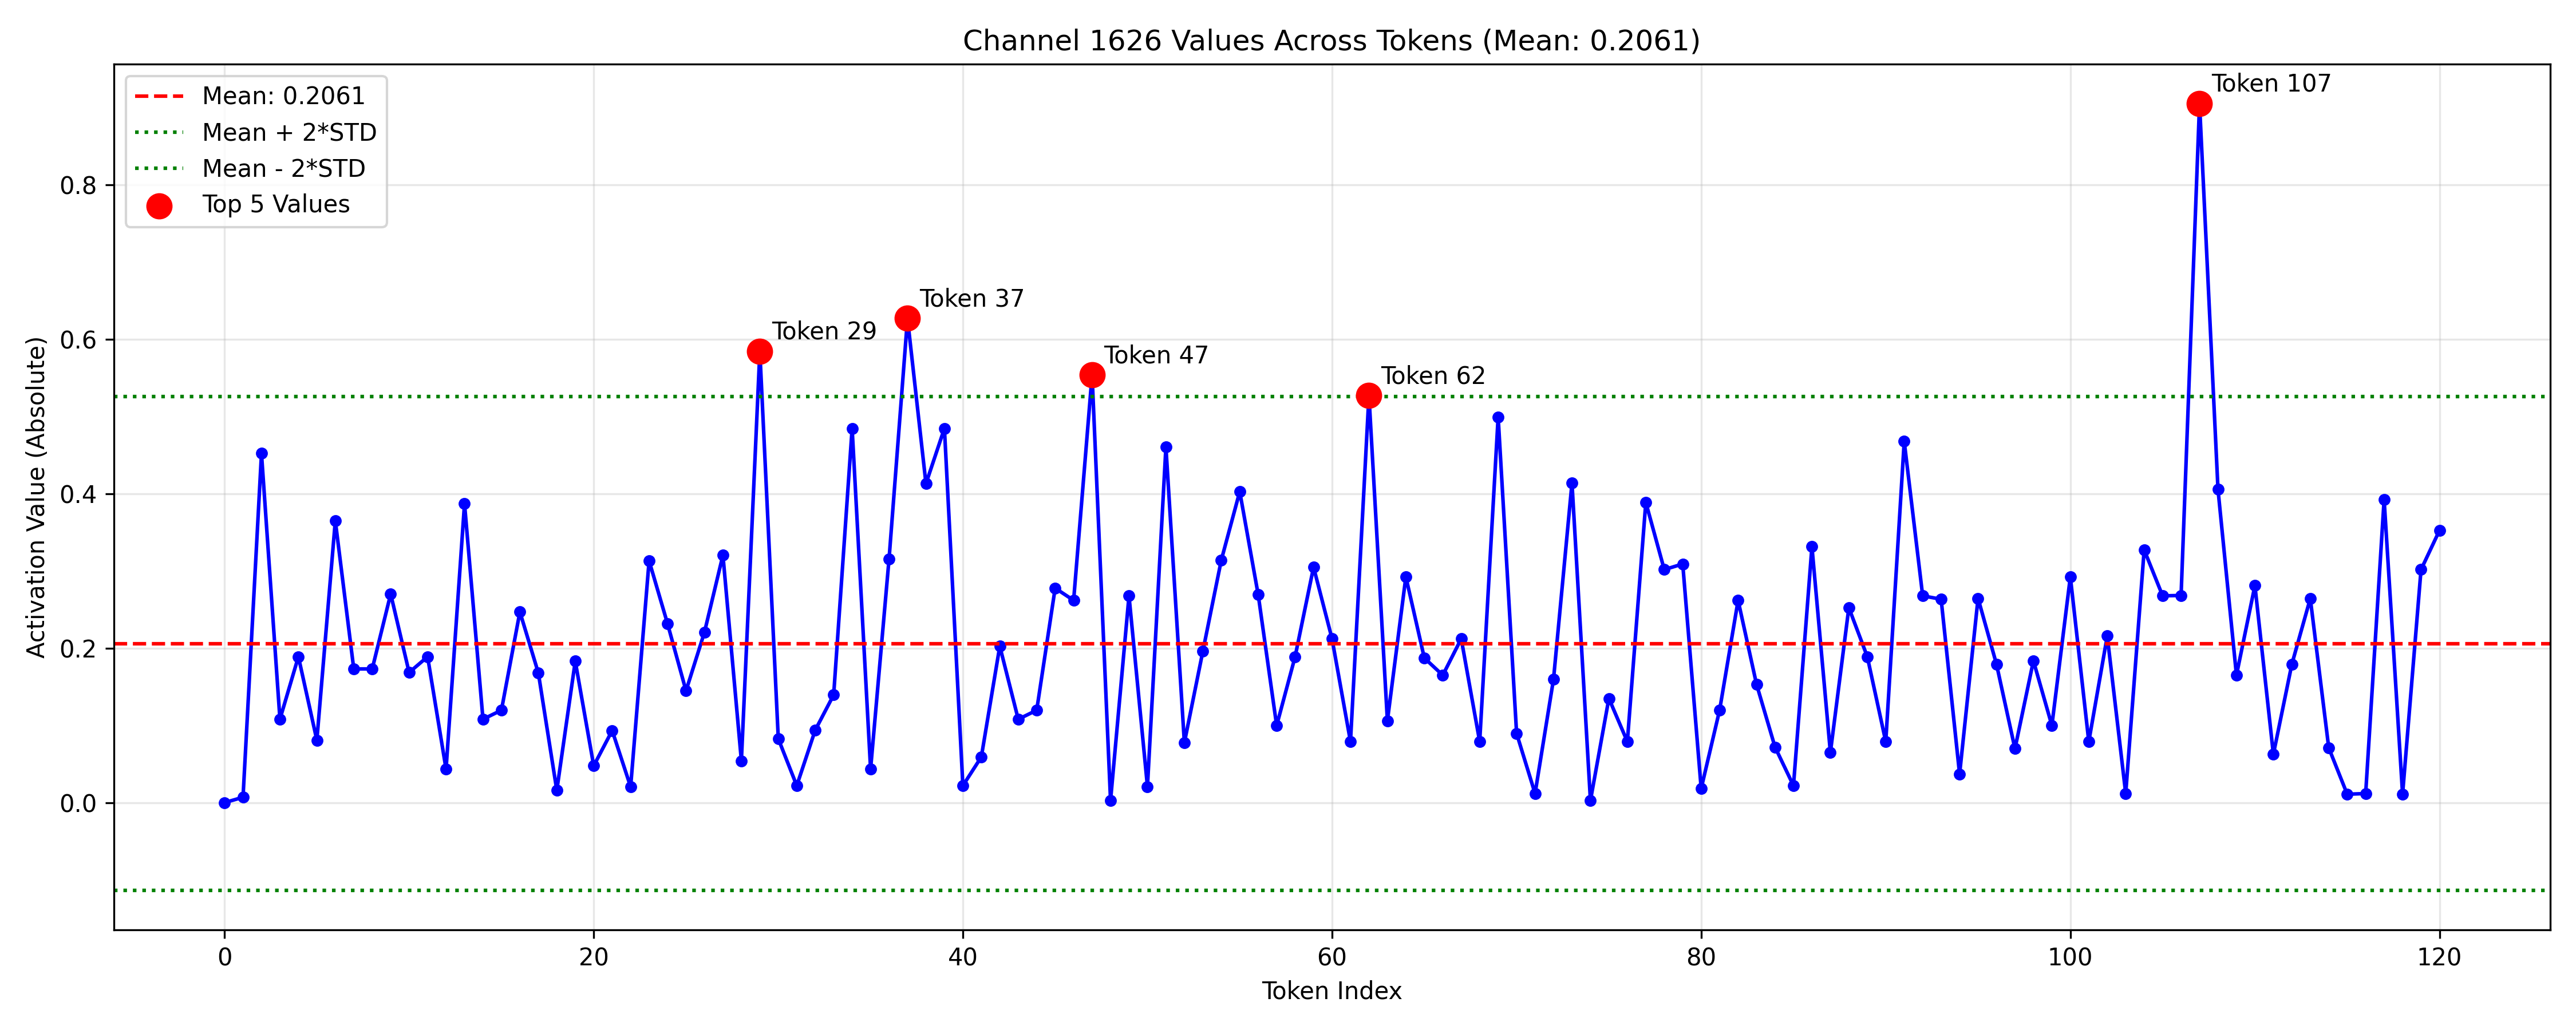 Channel 1626 Values Across Tokens (Mean: 0.2061)
Mean: 0.2061
Mean + 2*STD
Mean - 2*STD
Top 5 Values
Token 107
Token 37
Token 29
Token 47
Token 62
Activation Value (Absolute)
0.8
0.6
0.4
0.2
0.0
0 20 40 60 80 100 120
Token Index